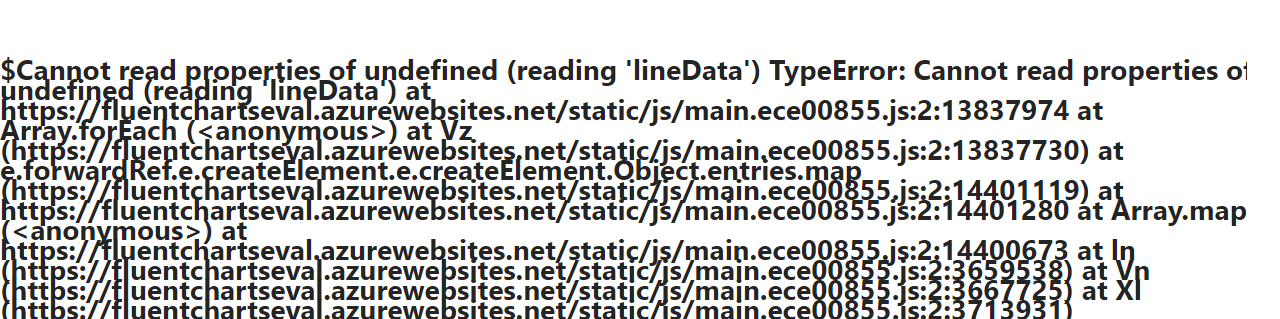 $Cannot read properties of undefined (reading 'lineData') TypeError: Cannot read properties of
undefined (reading 'lineData') at
https://fluentchartseval.azurewebsites.net/static/js/main.ece00855.js:2:13837974 at
Array.forEach (<anonymous>) at Vz
(https://fluentchartseval.azurewebsites.net/static/js/main.ece00855.js:2:13837730) at
e.forwardRef.e.createElement.e.createElement.Object.entries.map
(https://fluentchartseval.azurewebsites.net/static/js/main.ece00855.js:2:14401119) at
https://fluentchartseval.azurewebsites.net/static/js/main.ece00855.js:2:14401280 at Array.map
(<anonymous>) at
https://fluentchartseval.azurewebsites.net/static/js/main.ece00855.js:2:14400673 at ln
(https://fluentchartseval.azurewebsites.net/static/js/main.ece00855.js:2:3659538) at Vn
(https://fluentchartseval.azurewebsites.net/static/js/main.ece00855.js:2:3667725) at Xl
(https://fluentchartseval.azurewebsites.net/static/js/main.ece00855.js:2:3713931)